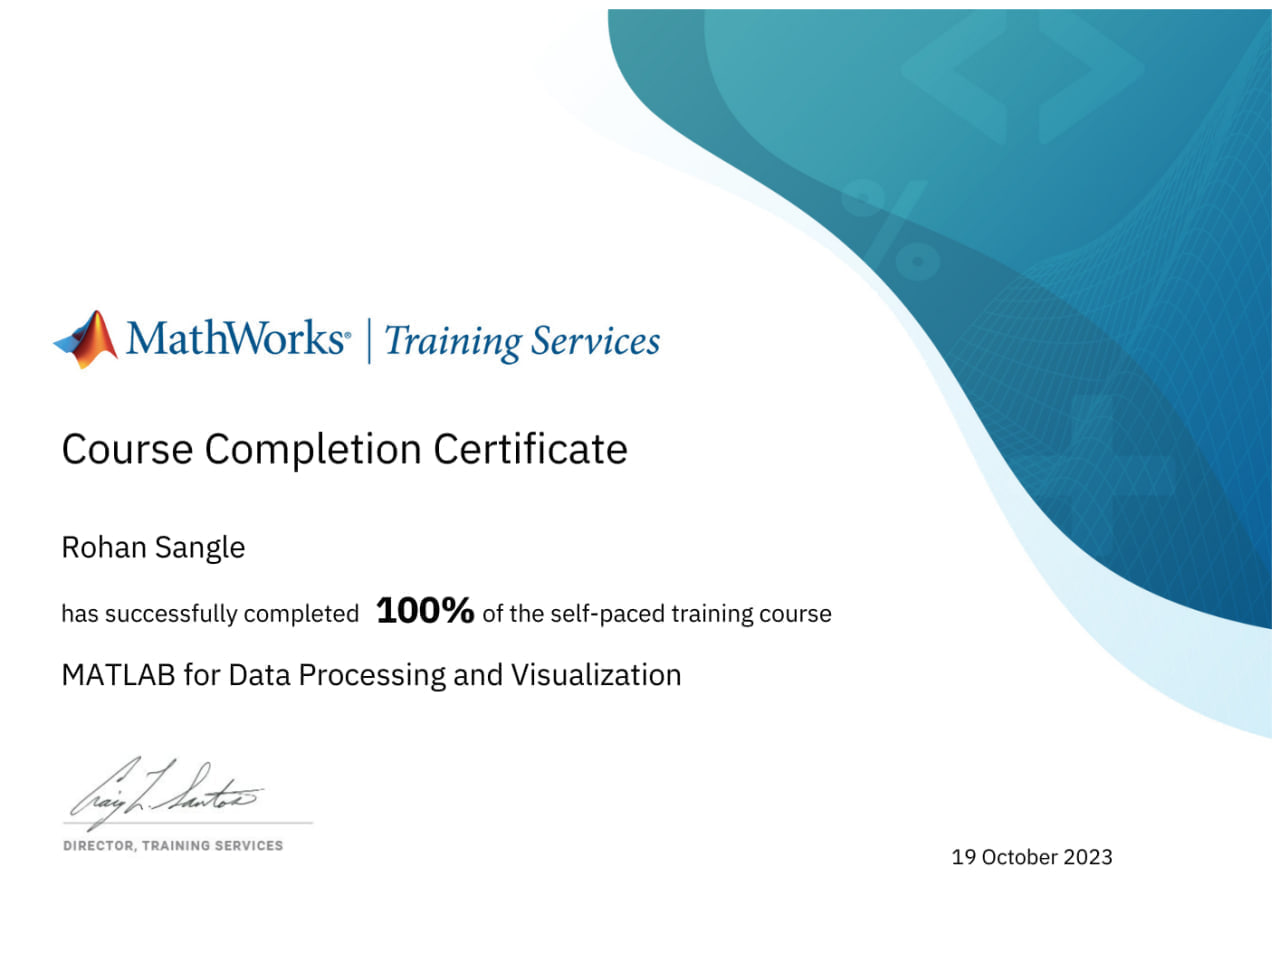 MathWorks® | Training Services
Course Completion Certificate
Rohan Sangle
has successfully completed 100% of the self-paced training course
MATLAB for Data Processing and Visualization
Craig L. Santos
DIRECTOR, TRAINING SERVICES
19 October 2023